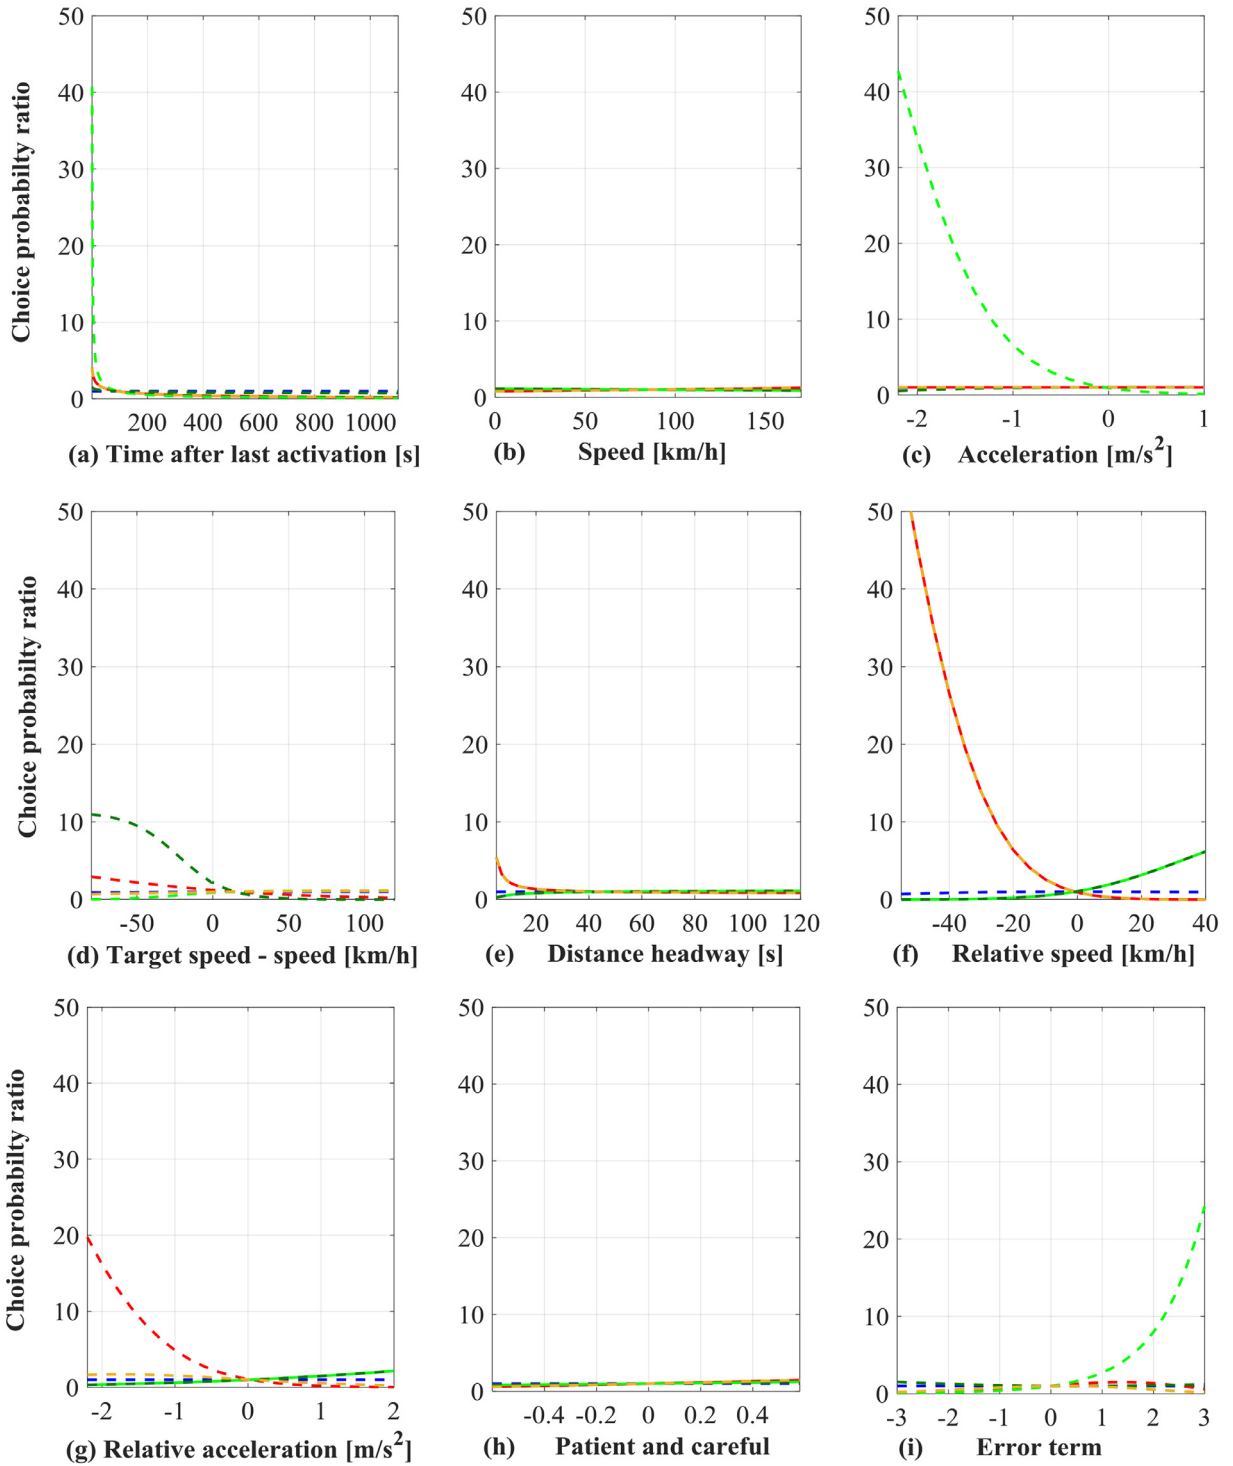 50
40
30
20
10
0
200 400 600 800 1000
(a) Time after last activation [s]
Choice probabilty ratio
50
40
30
20
10
0
0 50 100 150
(b) Speed [km/h]
50
40
30
20
10
0
-2 -1 0 1
(c) Acceleration [m/s2]
50
40
30
20
10
0
-50 0 50 100
(d) Target speed - speed [km/h]
Choice probabilty ratio
50
40
30
20
10
0
20 40 60 80 100 120
(e) Distance headway [s]
50
40
30
20
10
0
-40 -20 0 20 40
(f) Relative speed [km/h]
50
40
30
20
10
0
-2 -1 0 1 2
(g) Relative acceleration [m/s2]
Choice probabilty ratio
50
40
30
20
10
0
-0.4 -0.2 0 0.2 0.4
(h) Patient and careful
50
40
30
20
10
0
-3 -2 -1 0 1 2 3
(i) Error term